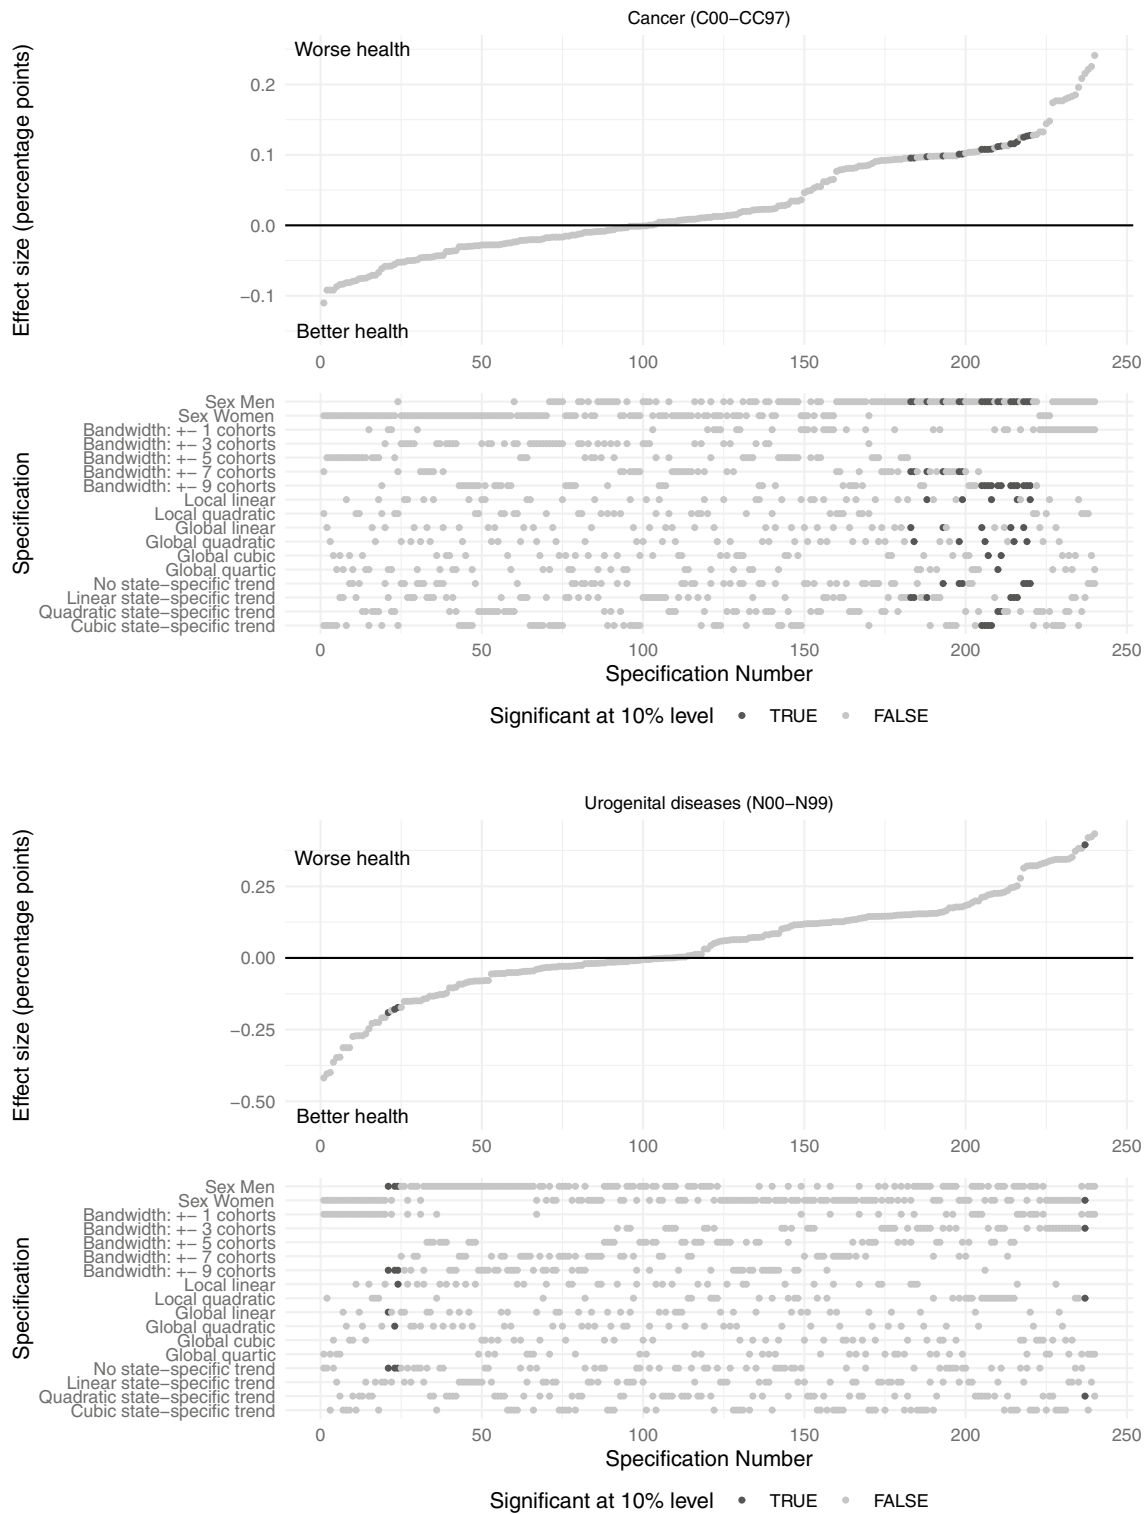 Cancer (C00−CC97)
Effect size (percentage points)
Worse health
0.2
0.1
0.0
−0.1
Better health
0 50 100 150 200 250
Specification
Sex Men
Sex Women
Bandwidth: +− 1 cohorts
Bandwidth: +− 3 cohorts
Bandwidth: +− 5 cohorts
Bandwidth: +− 7 cohorts
Bandwidth: +− 9 cohorts
Local linear
Local quadratic
Global linear
Global quadratic
Global cubic
Global quartic
No state−specific trend
Linear state−specific trend
Quadratic state−specific trend
Cubic state−specific trend
0 50 100 150 200 250
Specification Number
Significant at 10% level TRUE FALSE
Urogenital diseases (N00−N99)
Effect size (percentage points)
Worse health
0.25
0.00
−0.25
−0.50
Better health
0 50 100 150 200 250
Specification
Sex Men
Sex Women
Bandwidth: +− 1 cohorts
Bandwidth: +− 3 cohorts
Bandwidth: +− 5 cohorts
Bandwidth: +− 7 cohorts
Bandwidth: +− 9 cohorts
Local linear
Local quadratic
Global linear
Global quadratic
Global cubic
Global quartic
No state−specific trend
Linear state−specific trend
Quadratic state−specific trend
Cubic state−specific trend
0 50 100 150 200 250
Specification Number
Significant at 10% level TRUE FALSE